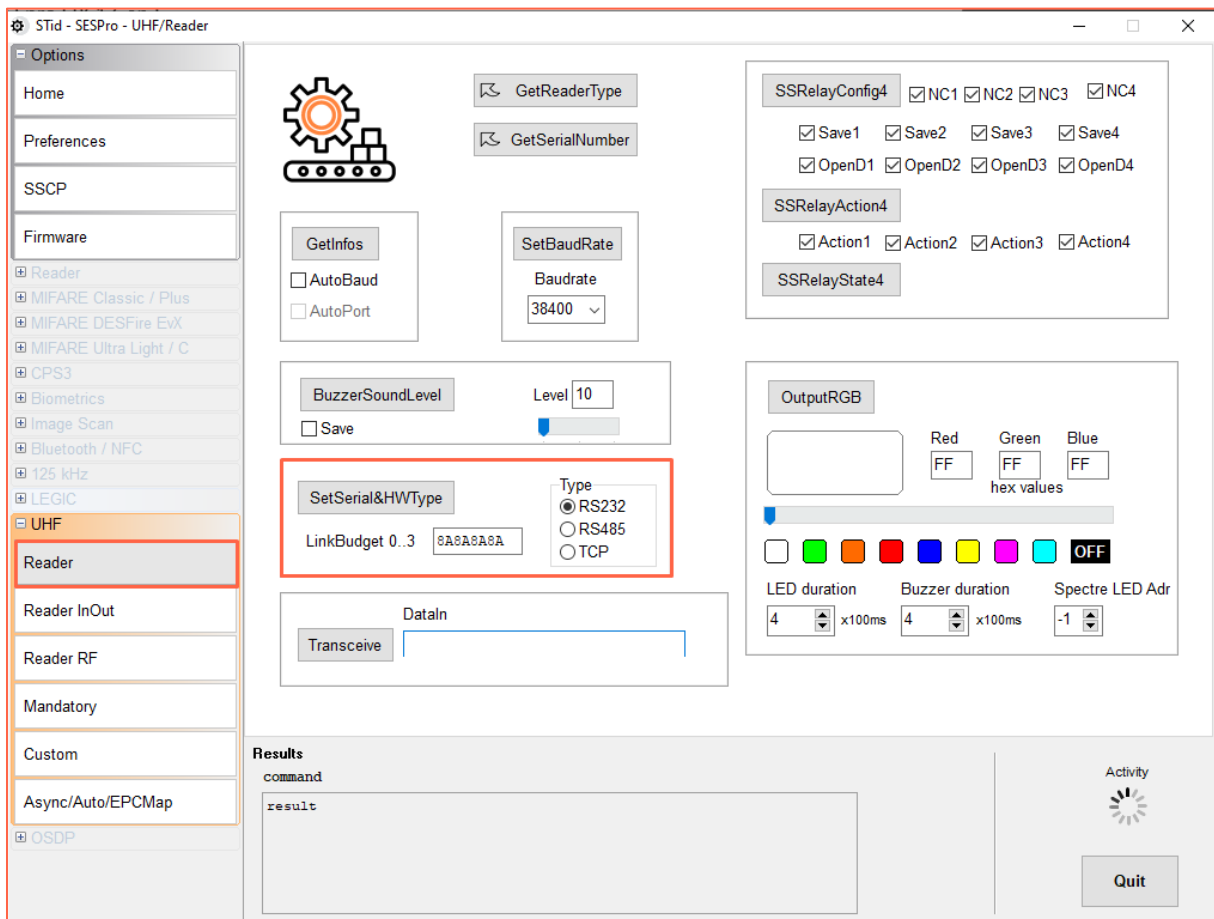 STid - SESPro - UHF/Reader
Options
Home
Preferences
SSCP
Firmware
Reader
MIFARE Classic / Plus
MIFARE DESFire EvX
MIFARE Ultra Light / C
CPS3
Biometrics
Image Scan
Bluetooth / NFC
125 kHz
LEGIC
UHF
Reader
Reader InOut
Reader RF
Mandatory
Custom
Async/Auto/EPCMap
OSDP
GetReaderType
GetSerialNumber
GetInfos
AutoBaud
AutoPort
SetBaudRate
Baudrate
38400
BuzzerSoundLevel
Level 10
Save
SetSerial&HWType
LinkBudget 0..3 8A8A8A8A
Type
RS232
RS485
TCP
DataIn
Transceive
SSRelayConfig4 NC1 NC2 NC3 NC4
Save1 Save2 Save3 Save4
OpenD1 OpenD2 OpenD3 OpenD4
SSRelayAction4
Action1 Action2 Action3 Action4
SSRelayState4
OutputRGB
Red Green Blue
FF FF FF
hex values
OFF
LED duration Buzzer duration Spectre LED Adr
4 x100ms 4 x100ms -1
Results
command
result
Activity
Quit